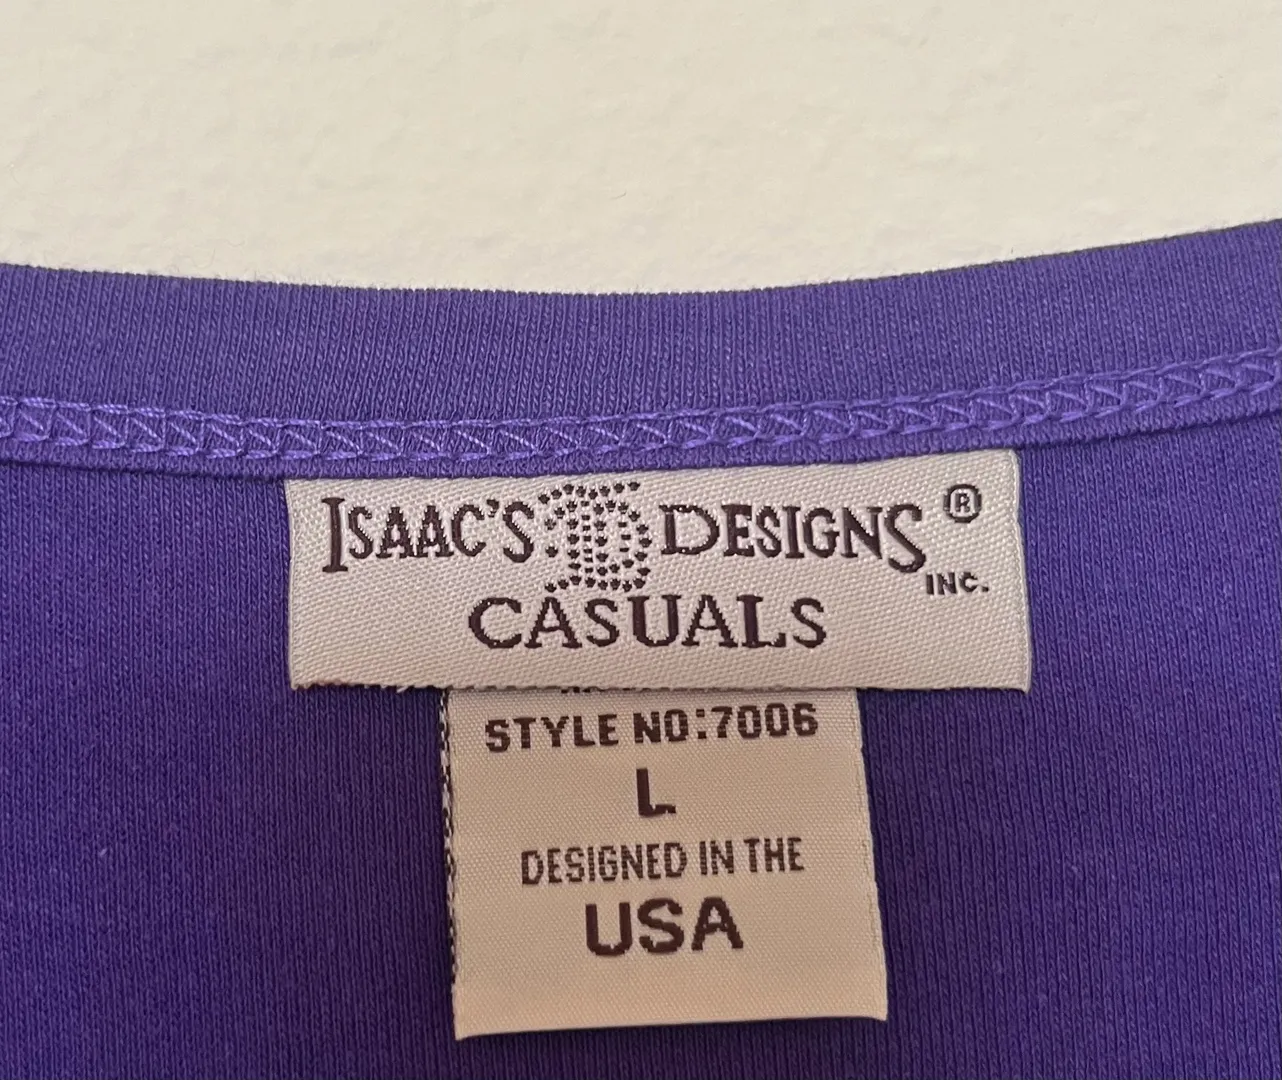 ISAAC'S D DESIGNS ®
INC.
CASUALS
STYLE NO:7006
L
DESIGNED IN THE
USA